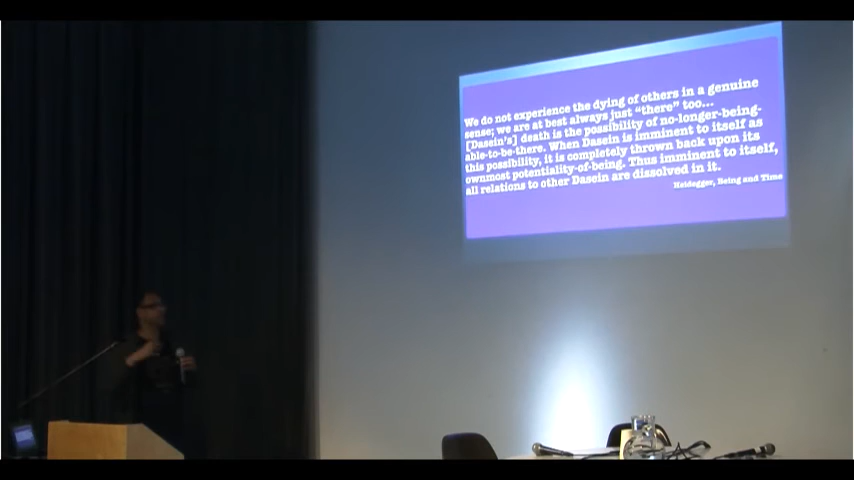 We do not experience the dying of others in a genuine
sense; we are at best always just “there” too...
[Dasein's] death is the possibility of no-longer-being-
able-to-be-there. When Dasein is imminent to itself as
this possibility, it is completely thrown back upon its
ownmost potentiality-of-being. Thus imminent to itself,
all relations to other Dasein are dissolved in it.
Heidegger, Being and Time